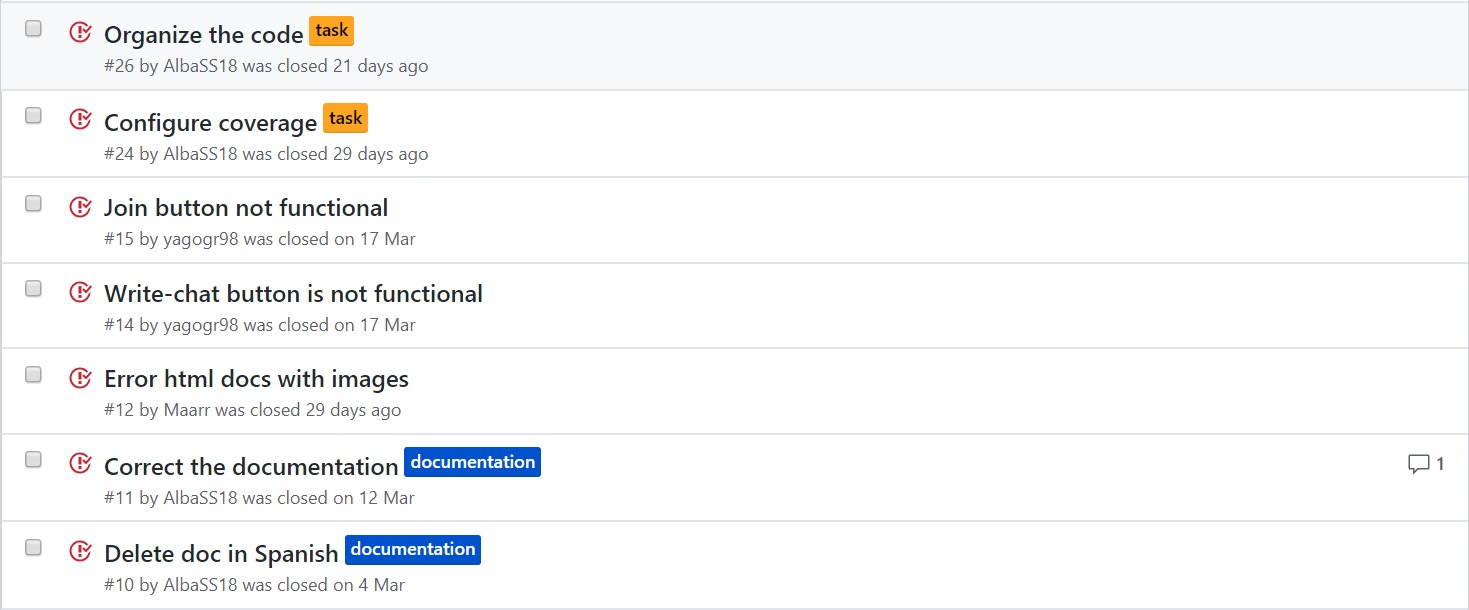 Organize the code task
#26 by AlbaSS18 was closed 21 days ago
Configure coverage task
#24 by AlbaSS18 was closed 29 days ago
Join button not functional
#15 by yagogr98 was closed on 17 Mar
Write-chat button is not functional
#14 by yagogr98 was closed on 17 Mar
Error html docs with images
#12 by Maarr was closed 29 days ago
Correct the documentation documentation 1
#11 by AlbaSS18 was closed on 12 Mar
Delete doc in Spanish documentation
#10 by AlbaSS18 was closed on 4 Mar